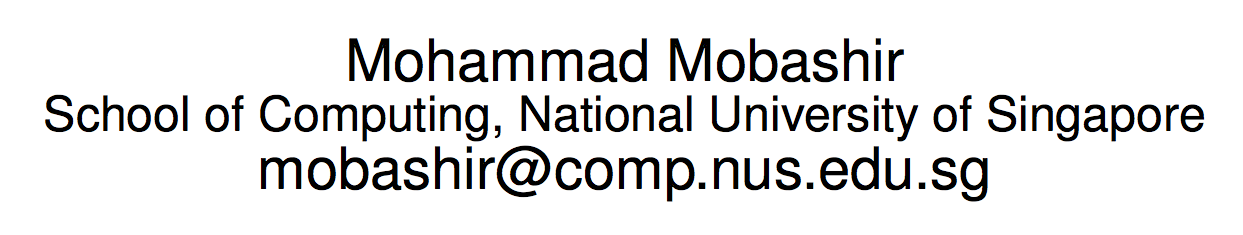 Mohammad Mobashir
School of Computing, National University of Singapore
mobashir@comp.nus.edu.sg